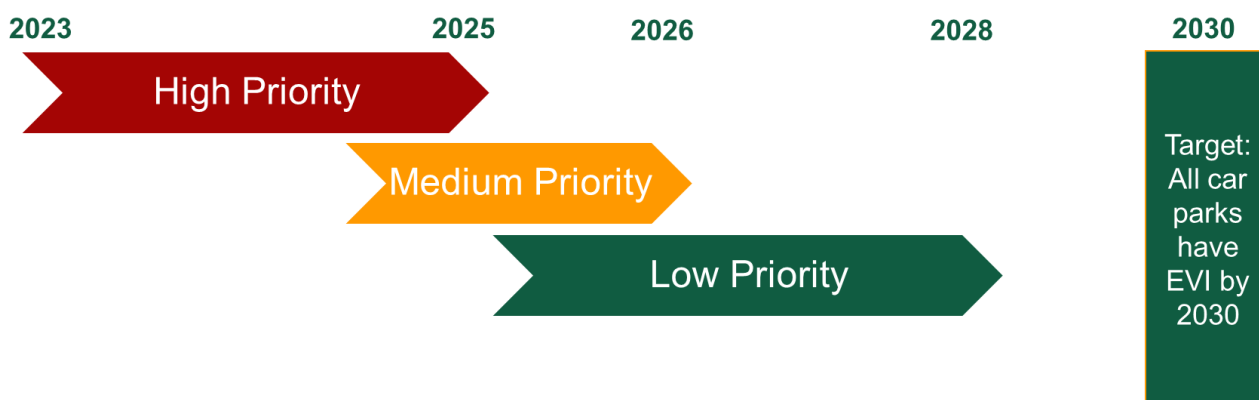 2023 2025 2026 2028 2030
High Priority
Medium Priority
Low Priority
Target:
All car
parks
have
EVI by
2030